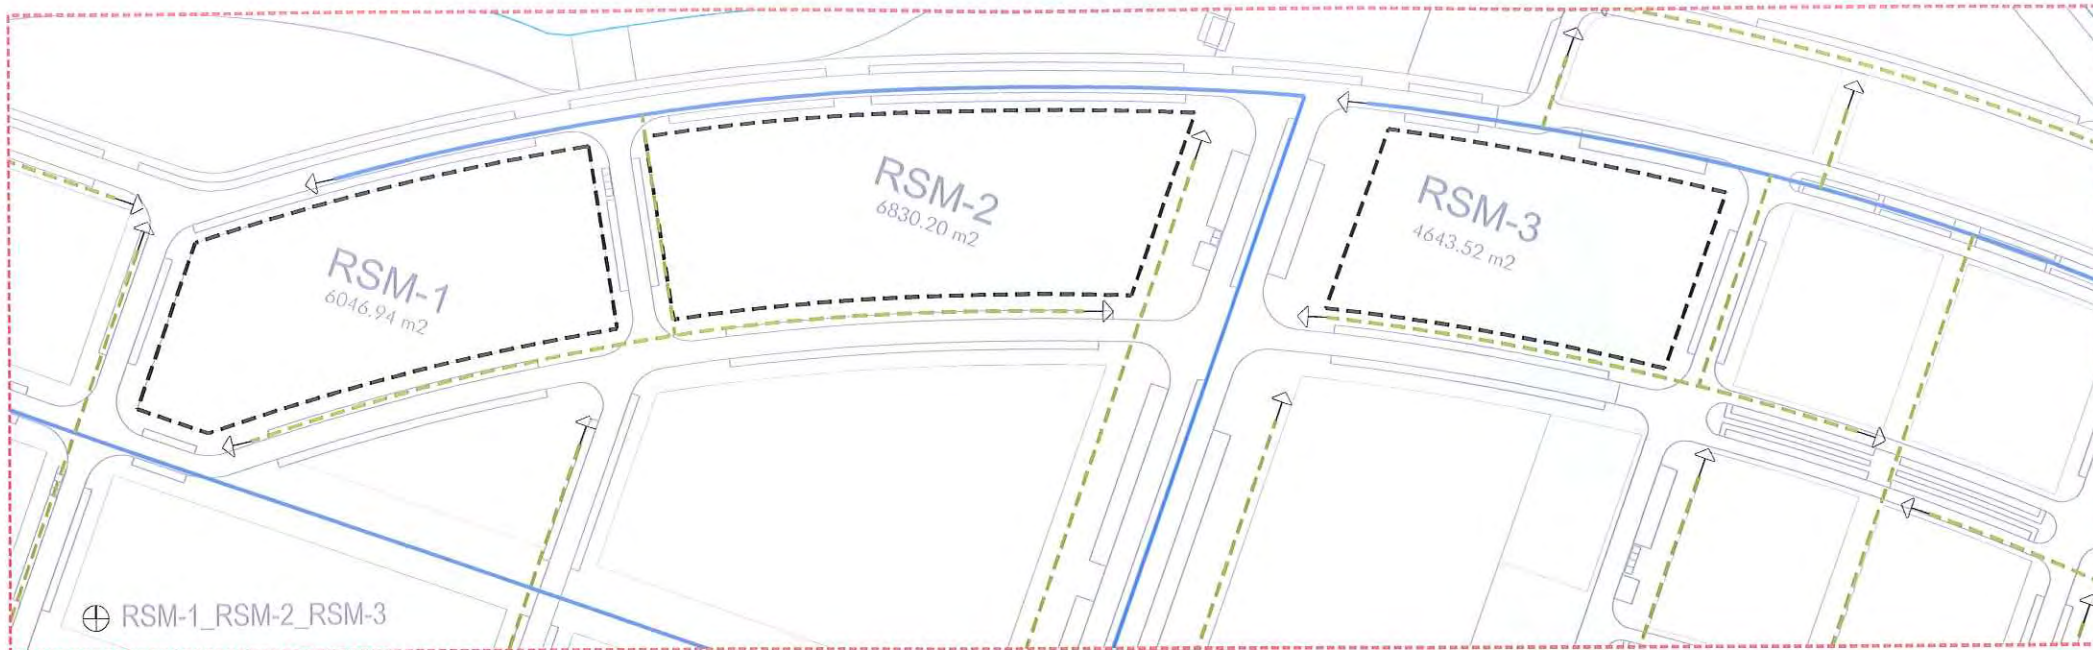 RSM-1
6046.94 m2
RSM-2
6830.20 m2
RSM-3
4643.52 m2
RSM-1_RSM-2_RSM-3